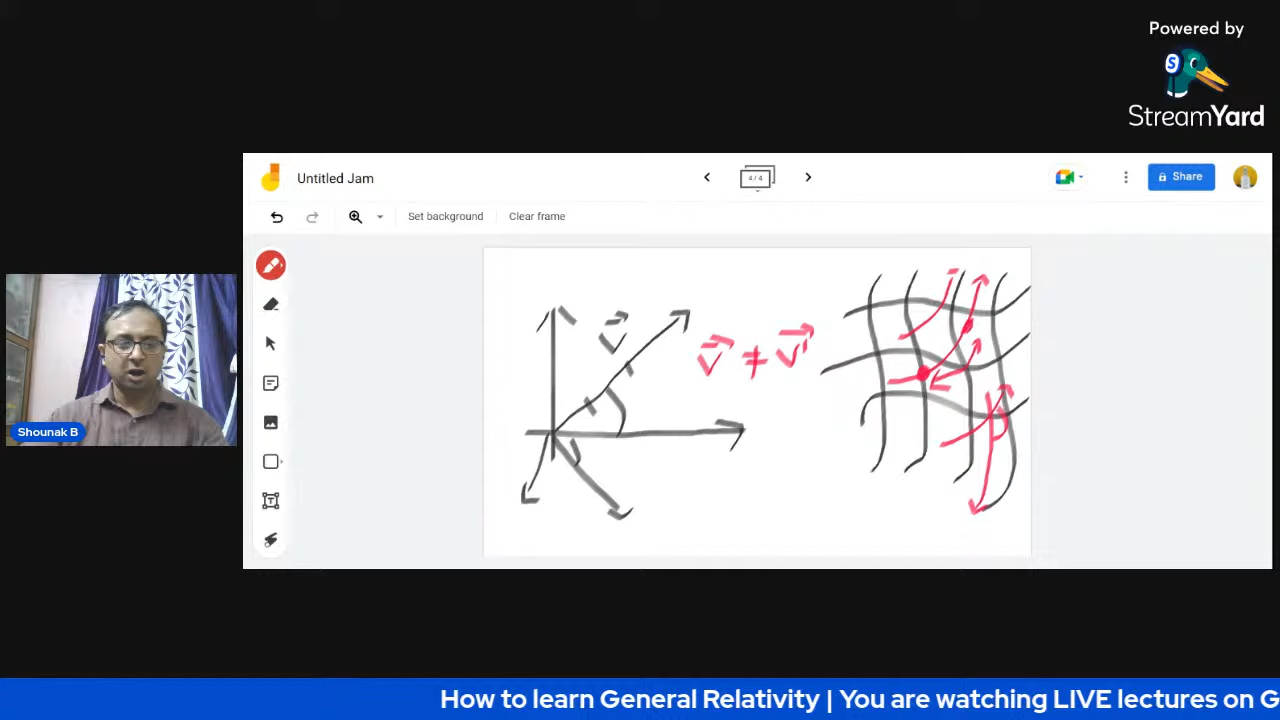 Powered by
StreamYard
Untitled Jam
4 / 4
Share
Set background
Clear frame
V⃗
V⃗ ≠ V⃗'
Shounak B
How to learn General Relativity | You are watching LIVE lectures on G